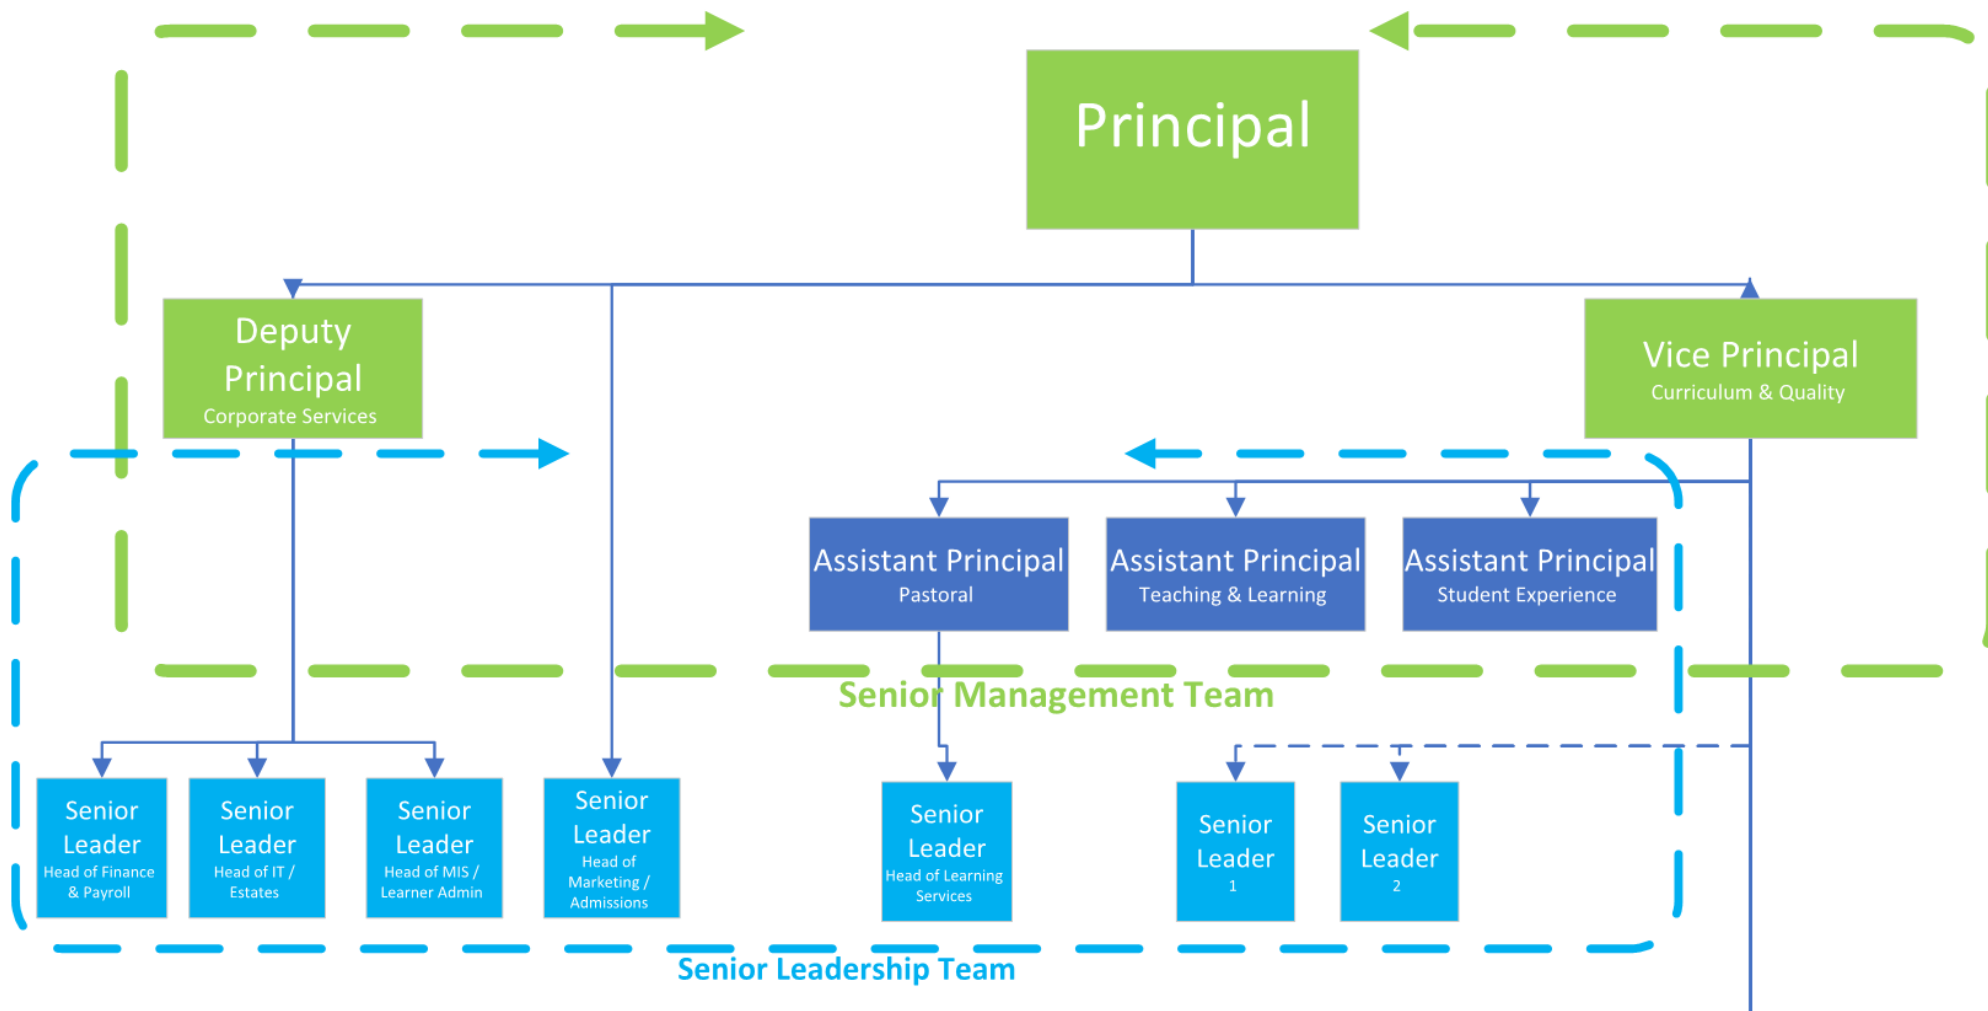 Principal
Deputy
Principal
Corporate Services
Vice Principal
Curriculum & Quality
Assistant Principal
Pastoral
Assistant Principal
Teaching & Learning
Assistant Principal
Student Experience
Senior Management Team
Senior
Leader
Head of Finance
& Payroll
Senior
Leader
Head of IT /
Estates
Senior
Leader
Head of MIS /
Learner Admin
Senior
Leader
Head of
Marketing /
Admissions
Senior
Leader
Head of Learning
Services
Senior
Leader
1
Senior
Leader
2
Senior Leadership Team